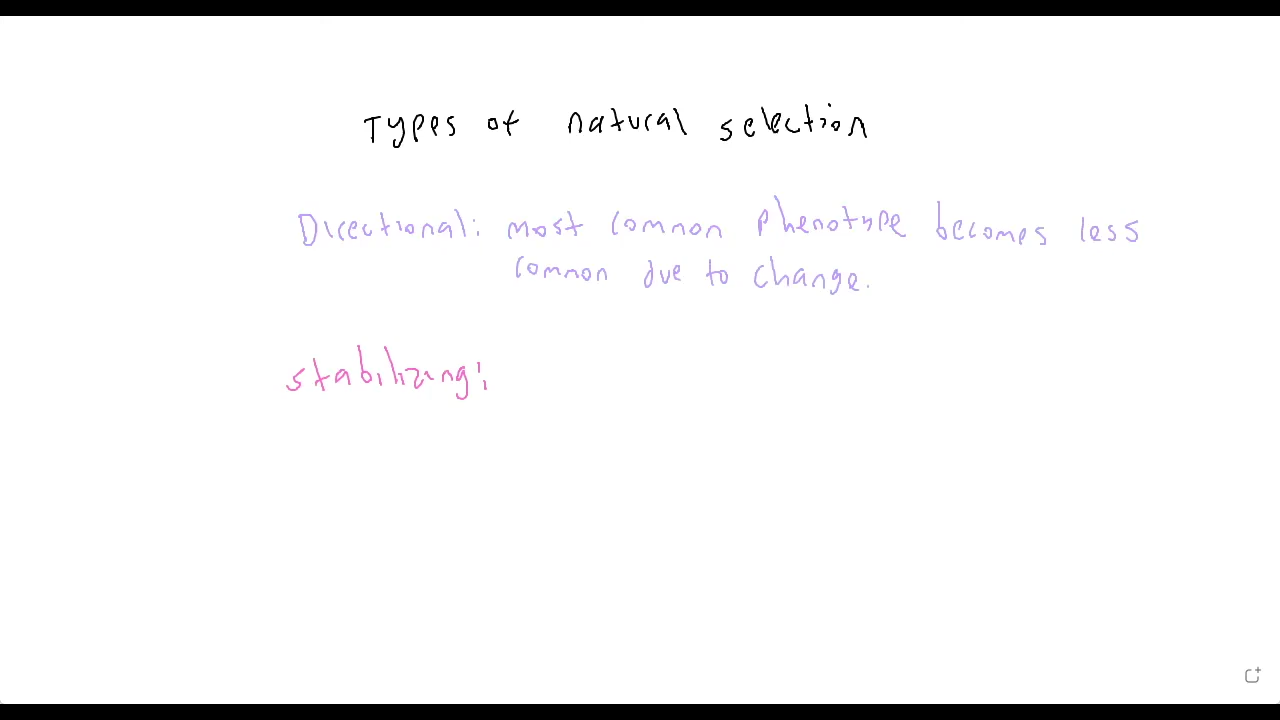 Types of natural selection
Directional: most common phenotype becomes less
common due to change.
stabilizing: